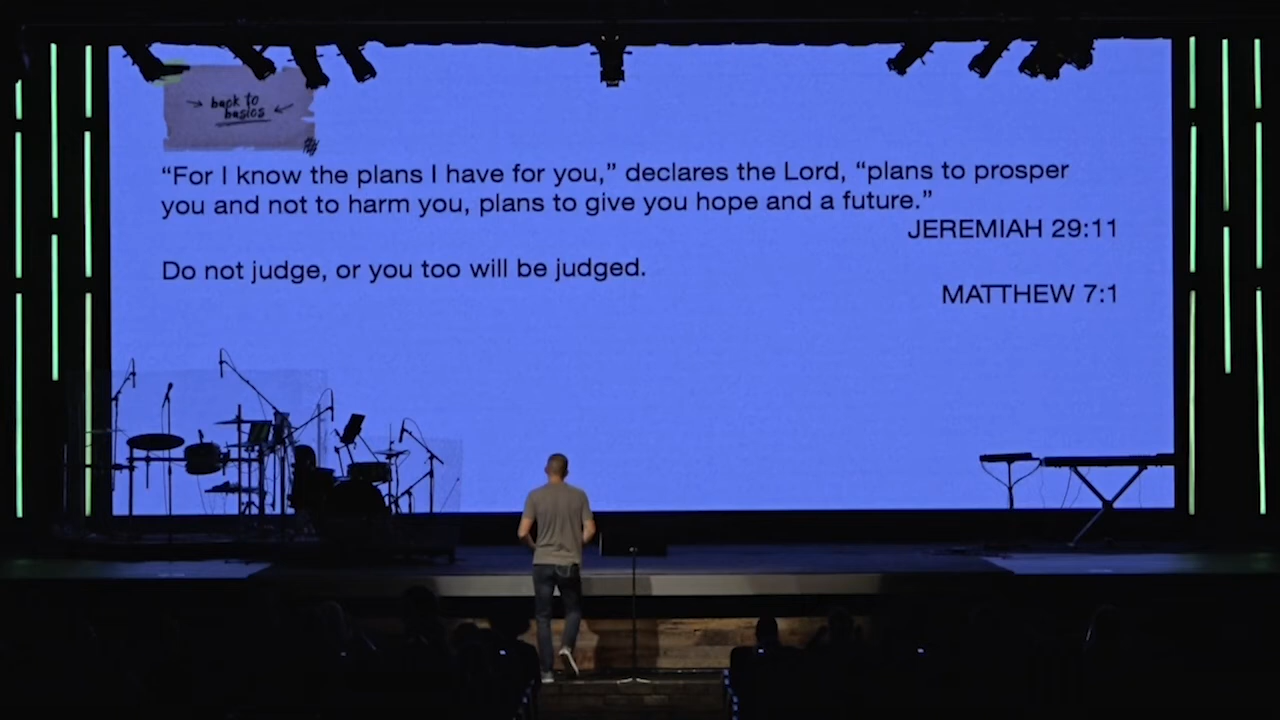 back to
basics
“For I know the plans I have for you,” declares the Lord, “plans to prosper
you and not to harm you, plans to give you hope and a future.”
JEREMIAH 29:11
Do not judge, or you too will be judged.
MATTHEW 7:1